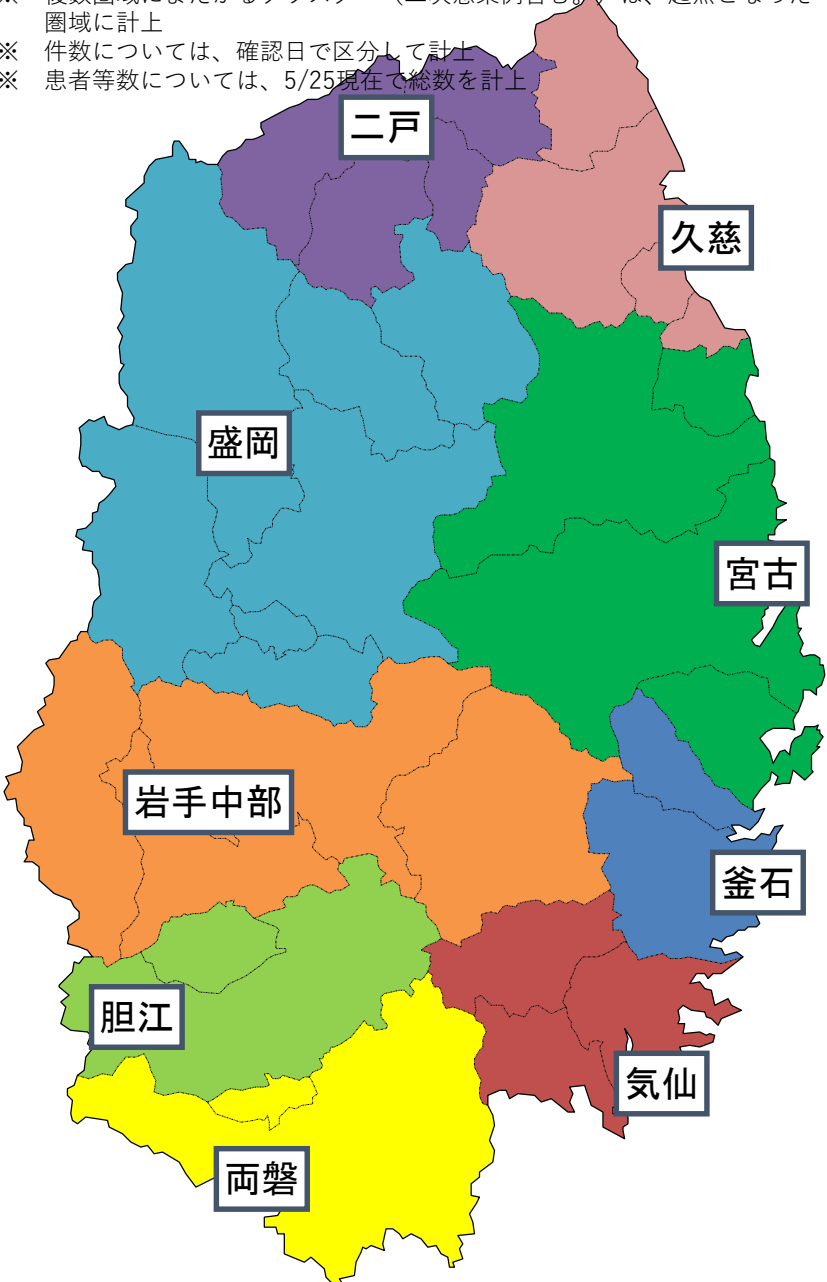 圏域に計上
※ 件数については、確認日で区分して計上
※ 患者等数については、5/25現在で総数を計上
二戸
久慈
盛岡
宮古
岩手中部
釜石
胆江
気仙
両磐